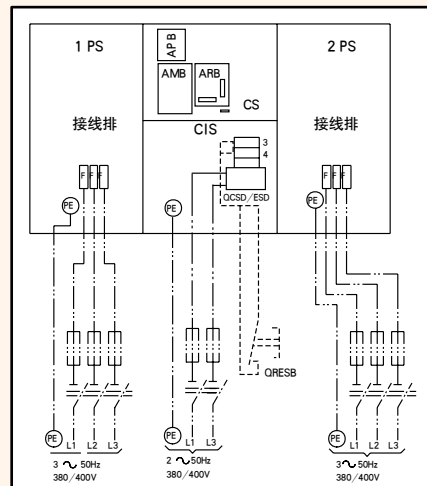 1 PS
APB
AMB
ARB
CS
2 PS
接线排
CIS
接线排
3
4
F F F
F F F
QCSD/ESD
PE
PE
PE
QRESB
PE
L1 L2 L3
PE
L1 L3
PE
L1 L2 L3
3 ∿ 50Hz
380/400V
2 ∿ 50Hz
380/400V
3 ∿ 50Hz
380/400V